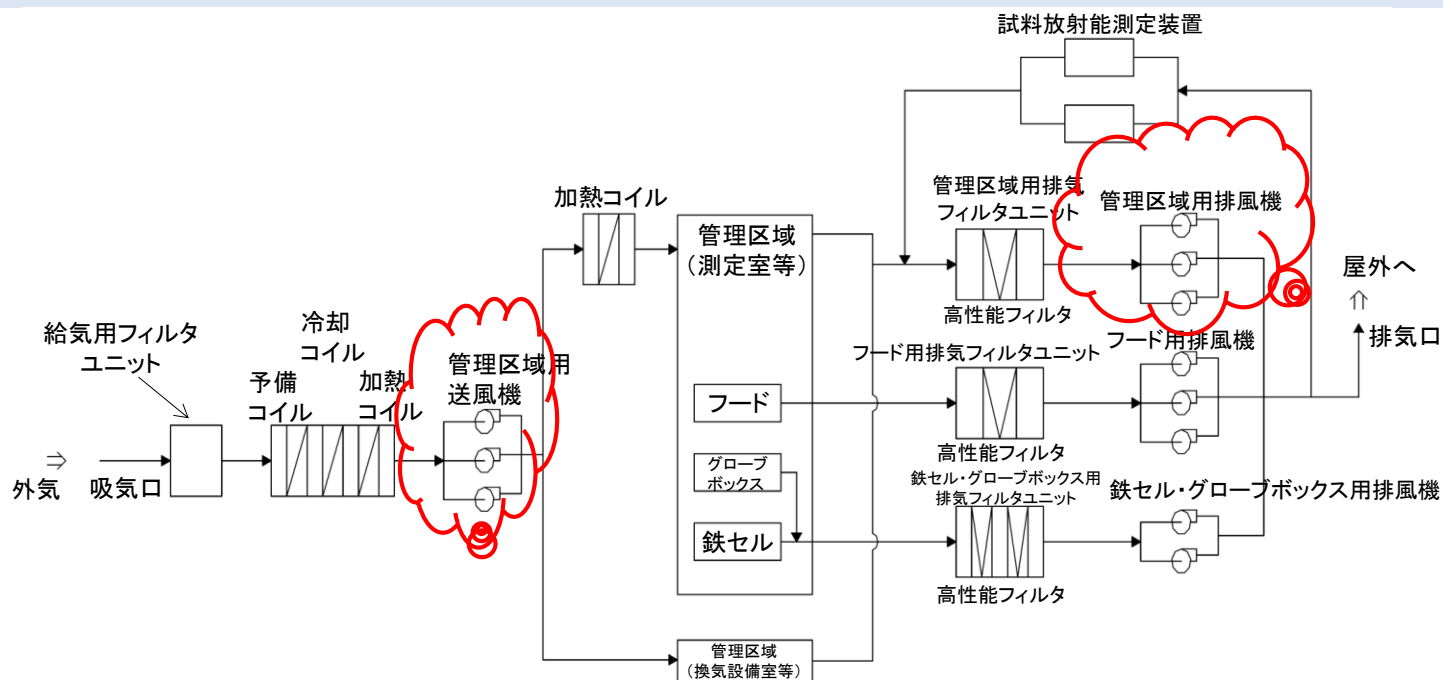 試料放射能測定装置
加熱コイル
管理区域
（測定室等）
管理区域用排気
フィルタユニット
高性能フィルタ
管理区域用排風機
屋外へ
⇑
排気口
給気用フィルタ
ユニット
冷却
コイル
予備
コイル
加熱
コイル
管理区域用
送風機
フード用排気フィルタユニット
フード用排風機
フード
高性能フィルタ
⇒
外気
吸気口
グローブ
ボックス
鉄セル・グローブボックス用
排気フィルタユニット
鉄セル・グローブボックス用排風機
鉄セル
高性能フィルタ
管理区域
（換気設備室等）